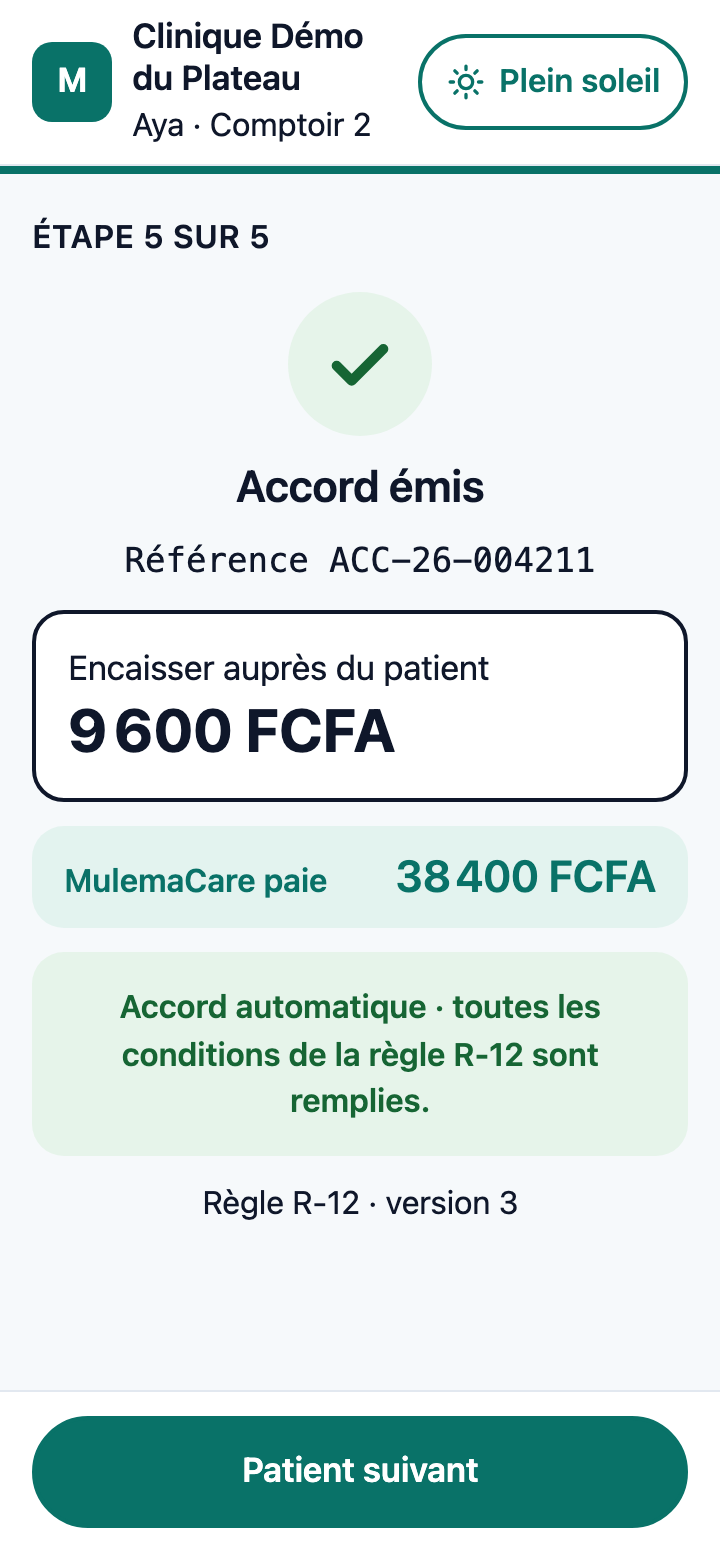 M
Clinique Démo
du Plateau
Aya · Comptoir 2
Plein soleil
ÉTAPE 5 SUR 5
Accord émis
Référence ACC-26-004211
Encaisser auprès du patient
9 600 FCFA
MulemaCare paie
38 400 FCFA
Accord automatique · toutes les
conditions de la règle R-12 sont
remplies.
Règle R-12 · version 3
Patient suivant